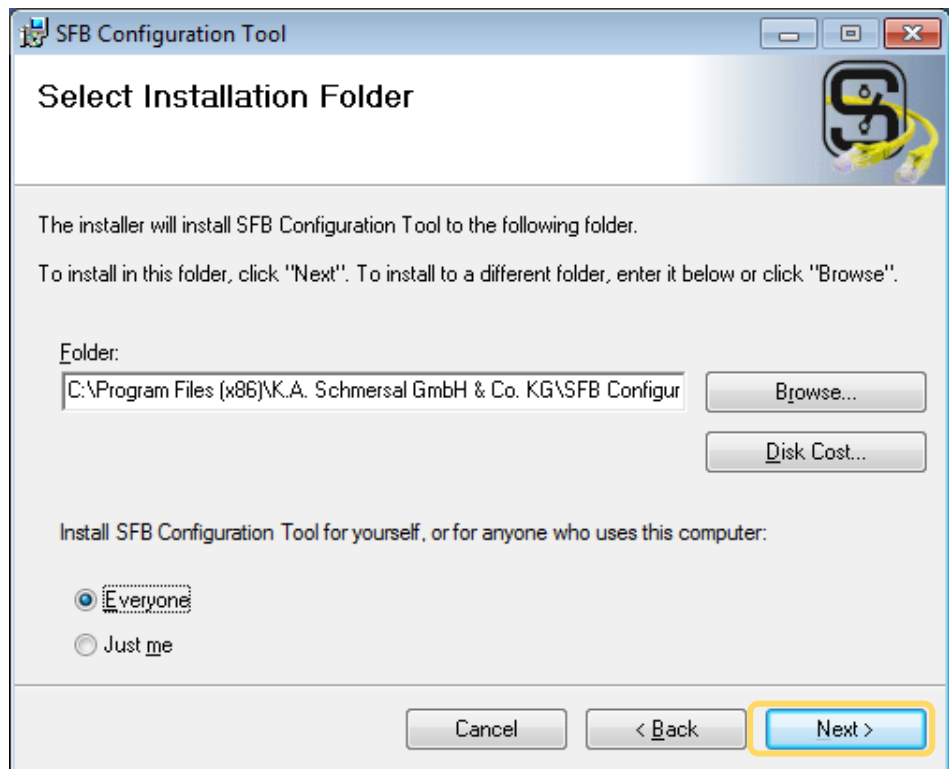 SFB Configuration Tool
Select Installation Folder
The installer will install SFB Configuration Tool to the following folder.
To install in this folder, click "Next". To install to a different folder, enter it below or click "Browse".
Folder:
C:\Program Files (x86)\K.A. Schmersal GmbH & Co. KG\SFB Configur
Browse...
Disk Cost...
Install SFB Configuration Tool for yourself, or for anyone who uses this computer:
Everyone
Just me
Cancel
< Back
Next >